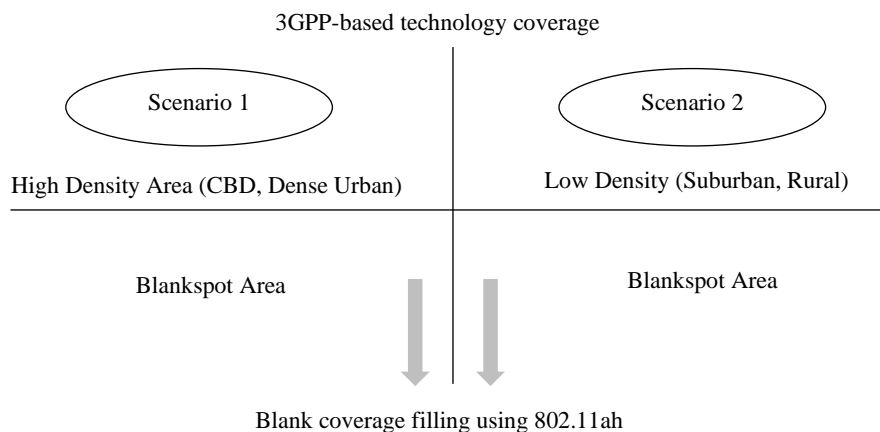 3GPP-based technology coverage
Scenario 1
Scenario 2
High Density Area (CBD, Dense Urban)
Low Density (Suburban, Rural)
Blankspot Area
Blankspot Area
Blank coverage filling using 802.11ah